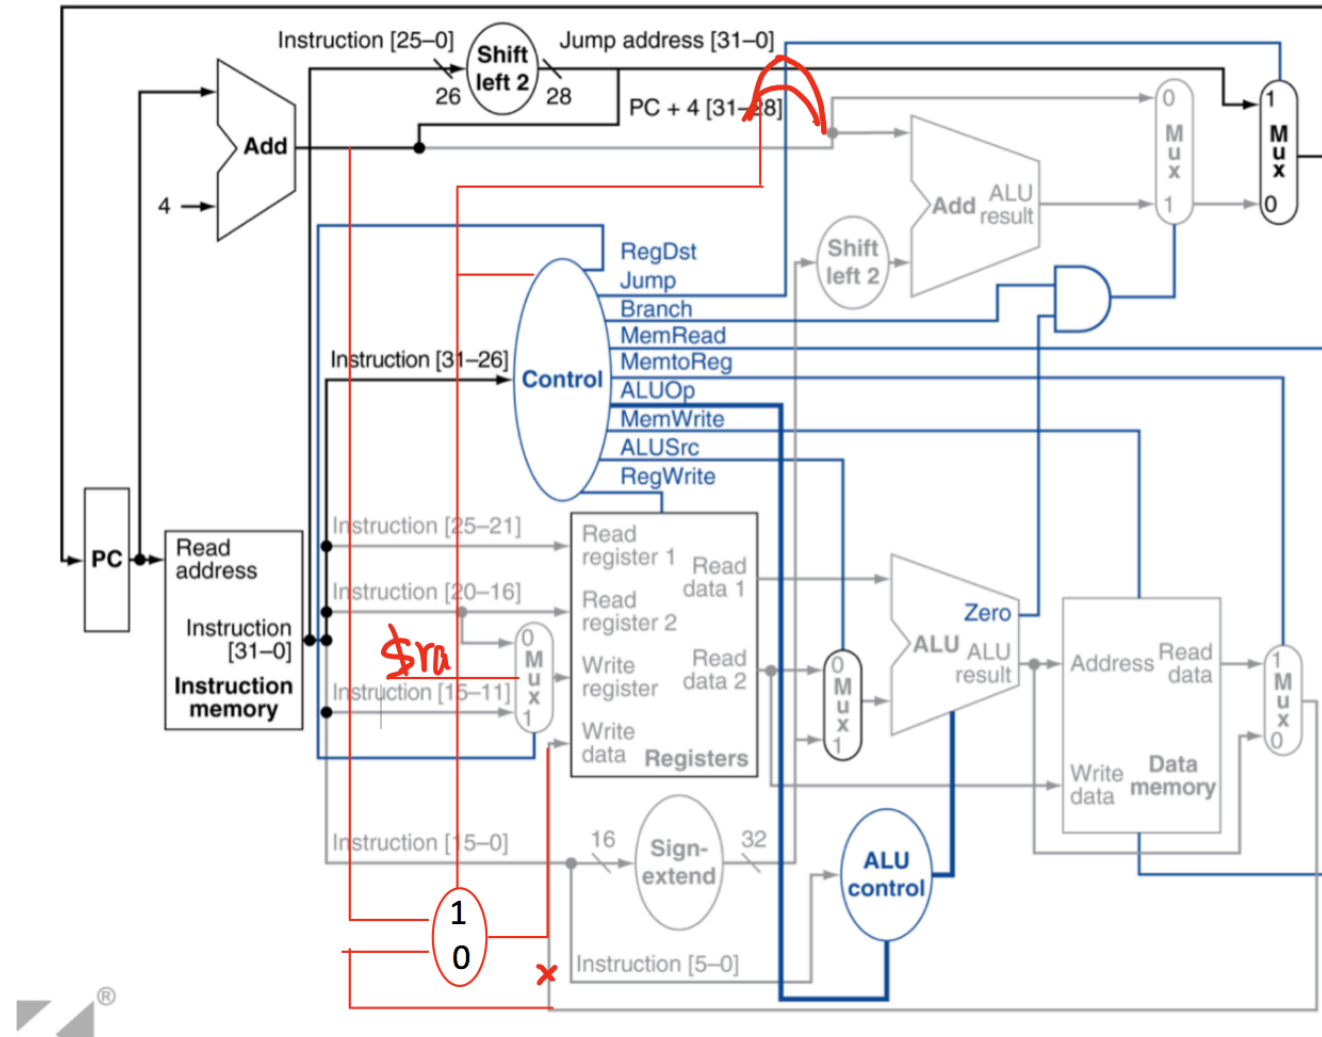 Instruction [25–0]
Shift
left 2
Jump address [31–0]
26
28
PC + 4 [31–28]
Add
4
0
M
u
x
1
1
M
u
x
0
Add
ALU
result
Shift
left 2
RegDst
Jump
Branch
MemRead
MemtoReg
ALUOp
MemWrite
ALUSrc
RegWrite
Instruction [31–26]
Control
PC
Read
address
Instruction
[31–0]
Instruction
memory
Instruction [25–21]
Instruction [20–16]
$ra
Instruction [15–11]
0
M
u
x
1
Read
register 1
Read
register 2
Write
register
Write
data
Read
data 1
Read
data 2
Registers
0
M
u
x
1
Zero
ALU
ALU
result
Address
Read
data
Write
data
Data
memory
1
M
u
x
0
Instruction [15–0]
16
Sign-
extend
32
ALU
control
1
0
Instruction [5–0]
®